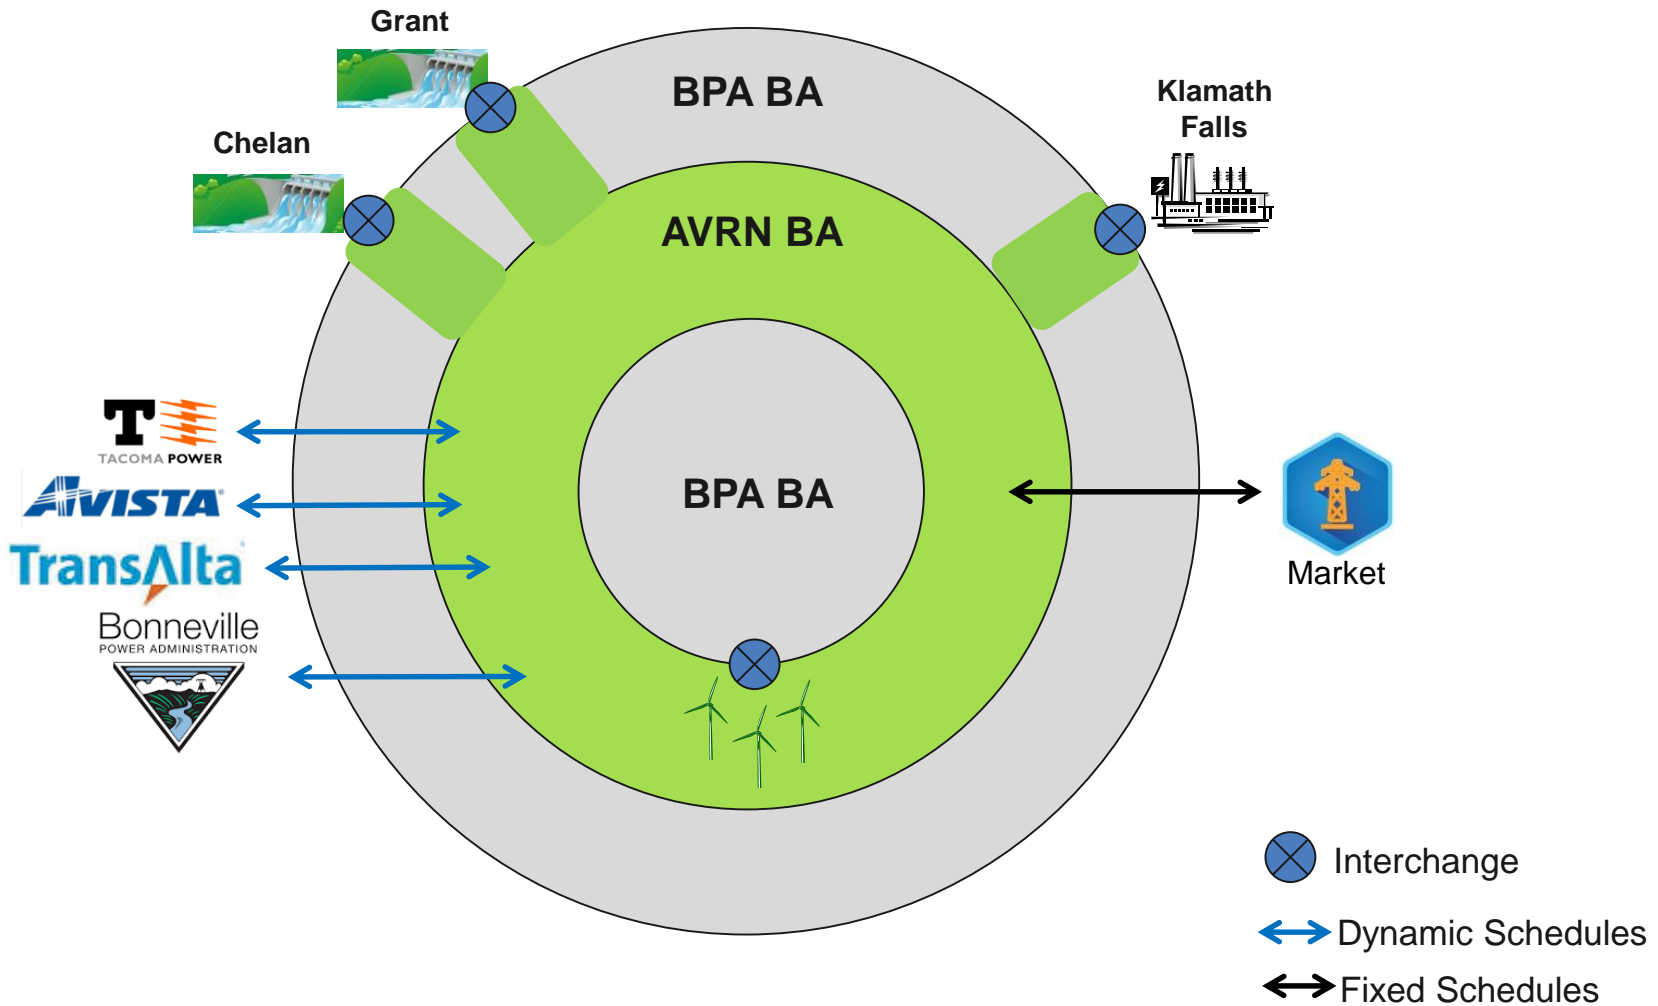 Grant
BPA BA
Klamath
Falls
Chelan
AVRN BA
T
TACOMA POWER
AVISTA
BPA BA
TransAlta
Market
Bonneville
POWER ADMINISTRATION
Interchange
Dynamic Schedules
Fixed Schedules